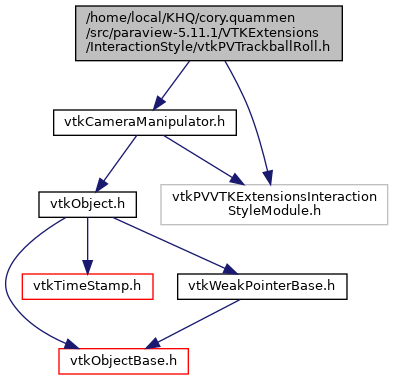 /home/local/KHQ/cory.quammen
/src/paraview-5.11.1/VTKExtensions
/InteractionStyle/vtkPVTrackballRoll.h
vtkCameraManipulator.h
vtkObject.h
vtkPVVTKExtensionsInteraction
StyleModule.h
vtkTimeStamp.h
vtkWeakPointerBase.h
vtkObjectBase.h